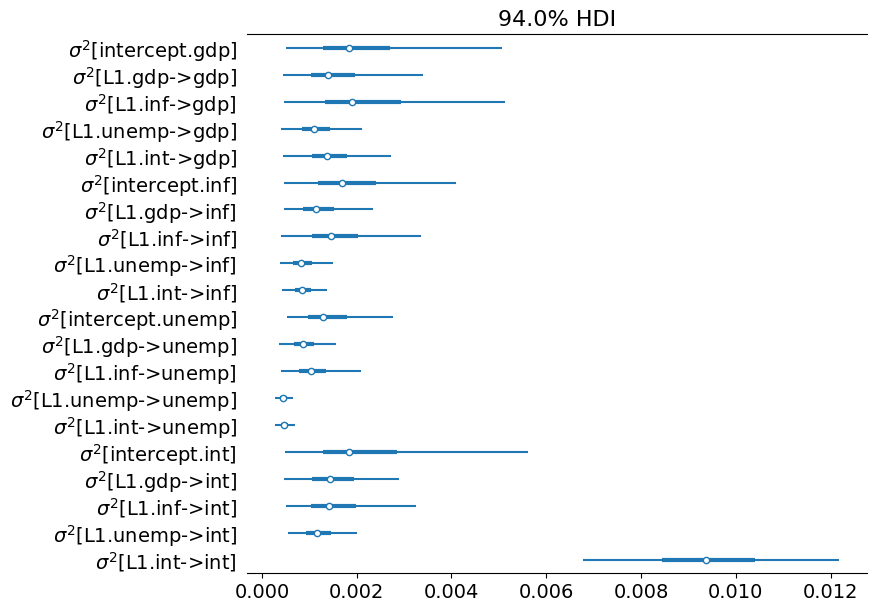 94.0% HDI
σ²[intercept.gdp]
σ²[L1.gdp->gdp]
σ²[L1.inf->gdp]
σ²[L1.unemp->gdp]
σ²[L1.int->gdp]
σ²[intercept.inf]
σ²[L1.gdp->inf]
σ²[L1.inf->inf]
σ²[L1.unemp->inf]
σ²[L1.int->inf]
σ²[intercept.unemp]
σ²[L1.gdp->unemp]
σ²[L1.inf->unemp]
σ²[L1.unemp->unemp]
σ²[L1.int->unemp]
σ²[intercept.int]
σ²[L1.gdp->int]
σ²[L1.inf->int]
σ²[L1.unemp->int]
σ²[L1.int->int]
0.000 0.002 0.004 0.006 0.008 0.010 0.012